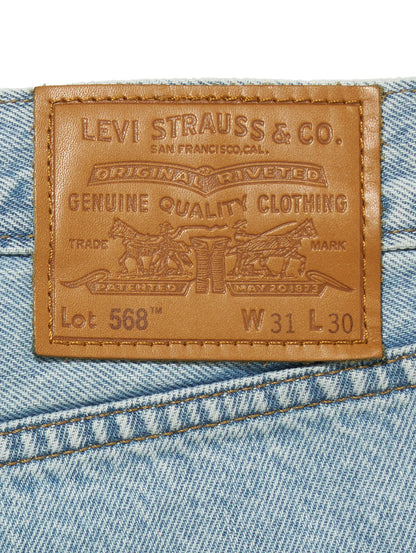 LEVI STRAUSS & CO.
SAN FRANCISCO, CAL.
ORIGINAL RIVETED
GENUINE QUALITY CLOTHING
TRADE MARK
PATENTED MAY 20 1873
Lot 568™ W 31 L 30